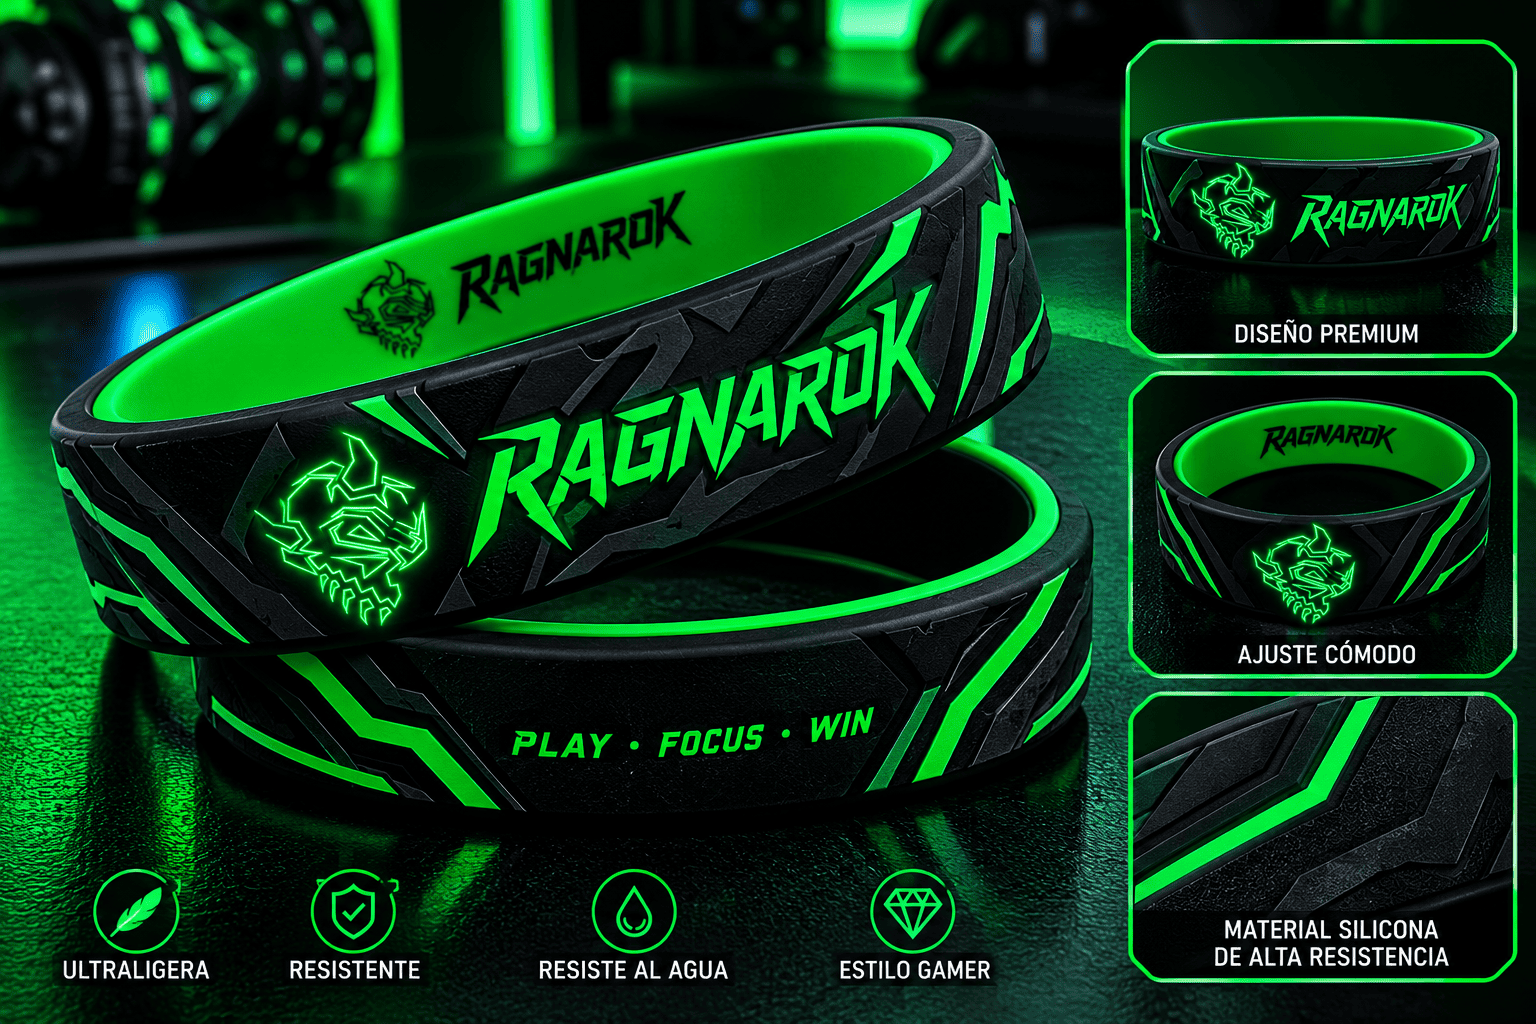 RAGNAROK
RAGNAROK
PLAY • FOCUS • WIN
ULTRALIGERA
RESISTENTE
RESISTE AL AGUA
ESTILO GAMER
RAGNAROK
DISEÑO PREMIUM
RAGNAROK
AJUSTE CÓMODO
MATERIAL SILICONA
DE ALTA RESISTENCIA